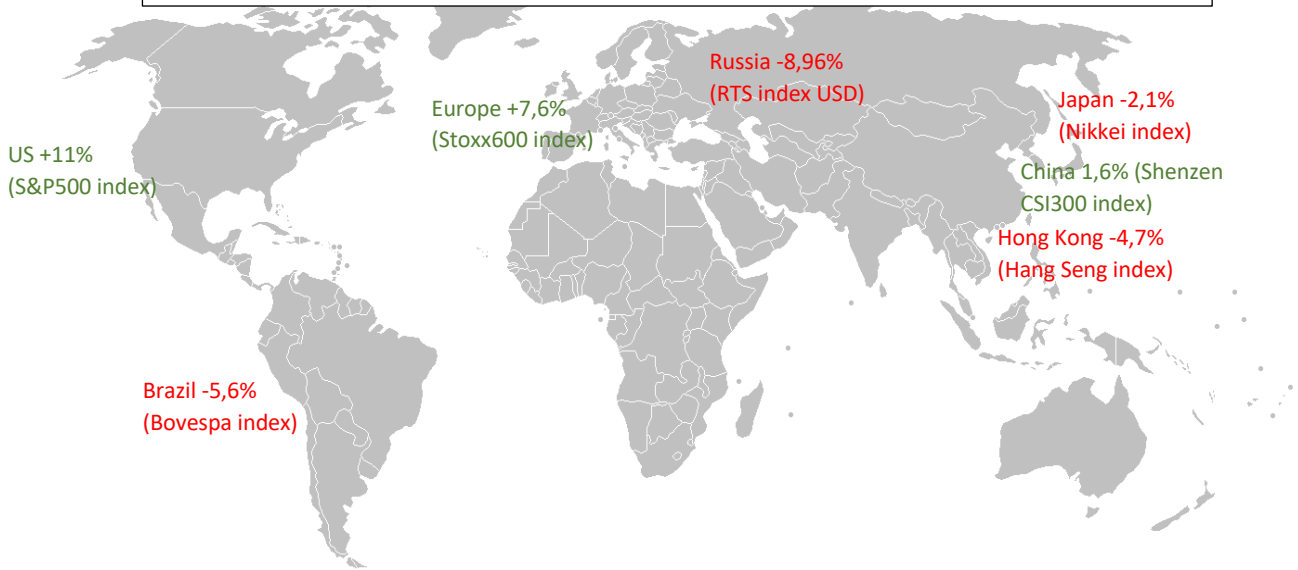 Russia -8,96%
(RTS index USD)
Europe +7,6%
(Stoxx600 index)
Japan -2,1%
(Nikkei index)
US +11%
(S&P500 index)
China 1,6% (Shenzen
CSI300 index)
Hong Kong -4,7%
(Hang Seng index)
Brazil -5,6%
(Bovespa index)